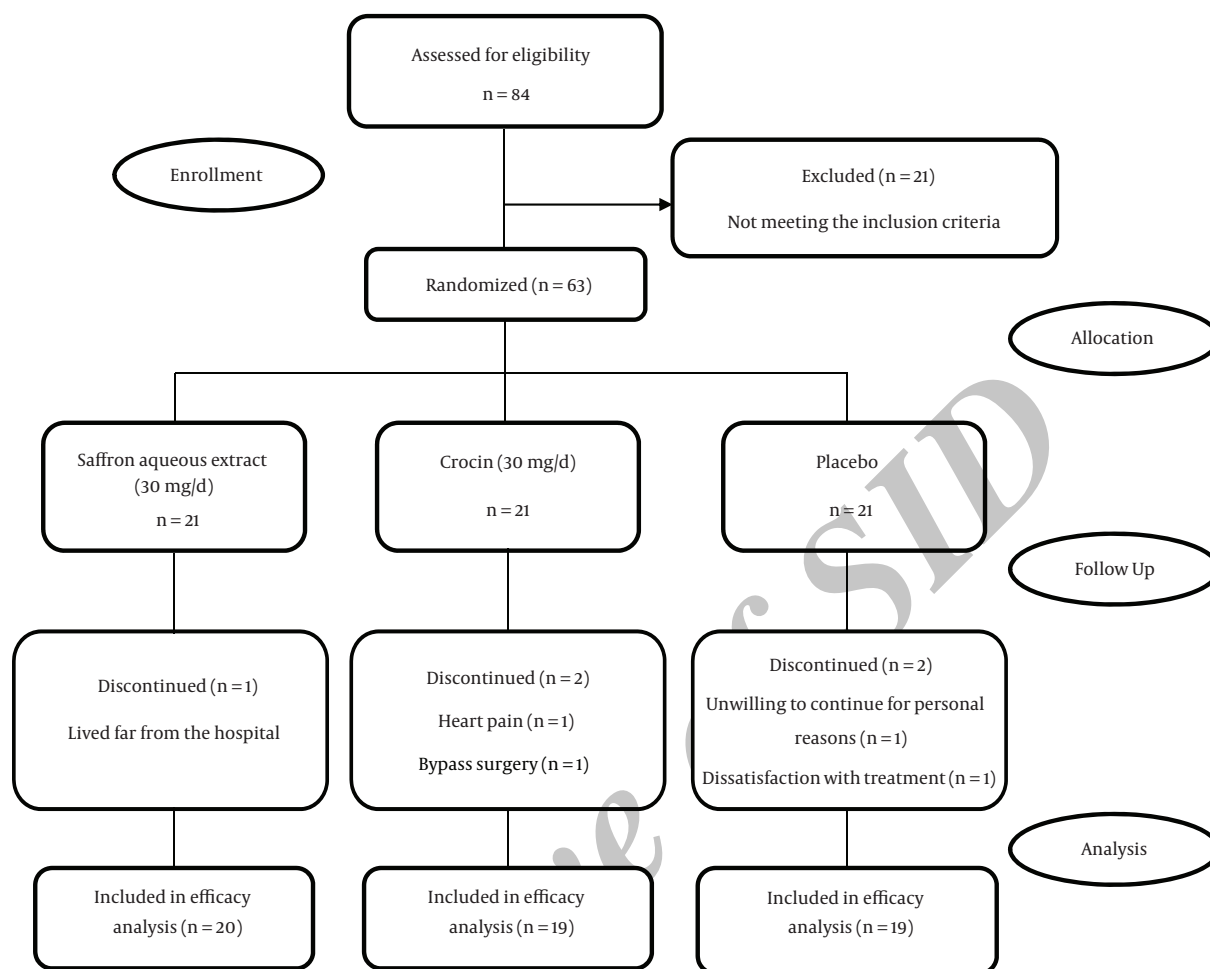 Assessed for eligibility
n = 84
Enrollment
Excluded (n = 21)
Not meeting the inclusion criteria
Randomized (n = 63)
Allocation
Saffron aqueous extract
(30 mg/d)
n = 21
Crocin (30 mg/d)
n = 21
Placebo
n = 21
Follow Up
Discontinued (n = 1)
Lived far from the hospital
Discontinued (n = 2)
Heart pain (n = 1)
Bypass surgery (n = 1)
Discontinued (n = 2)
Unwilling to continue for personal
reasons (n = 1)
Dissatisfaction with treatment (n = 1)
Analysis
Included in efficacy
analysis (n = 20)
Included in efficacy
analysis (n = 19)
Included in efficacy
analysis (n = 19)
of SID